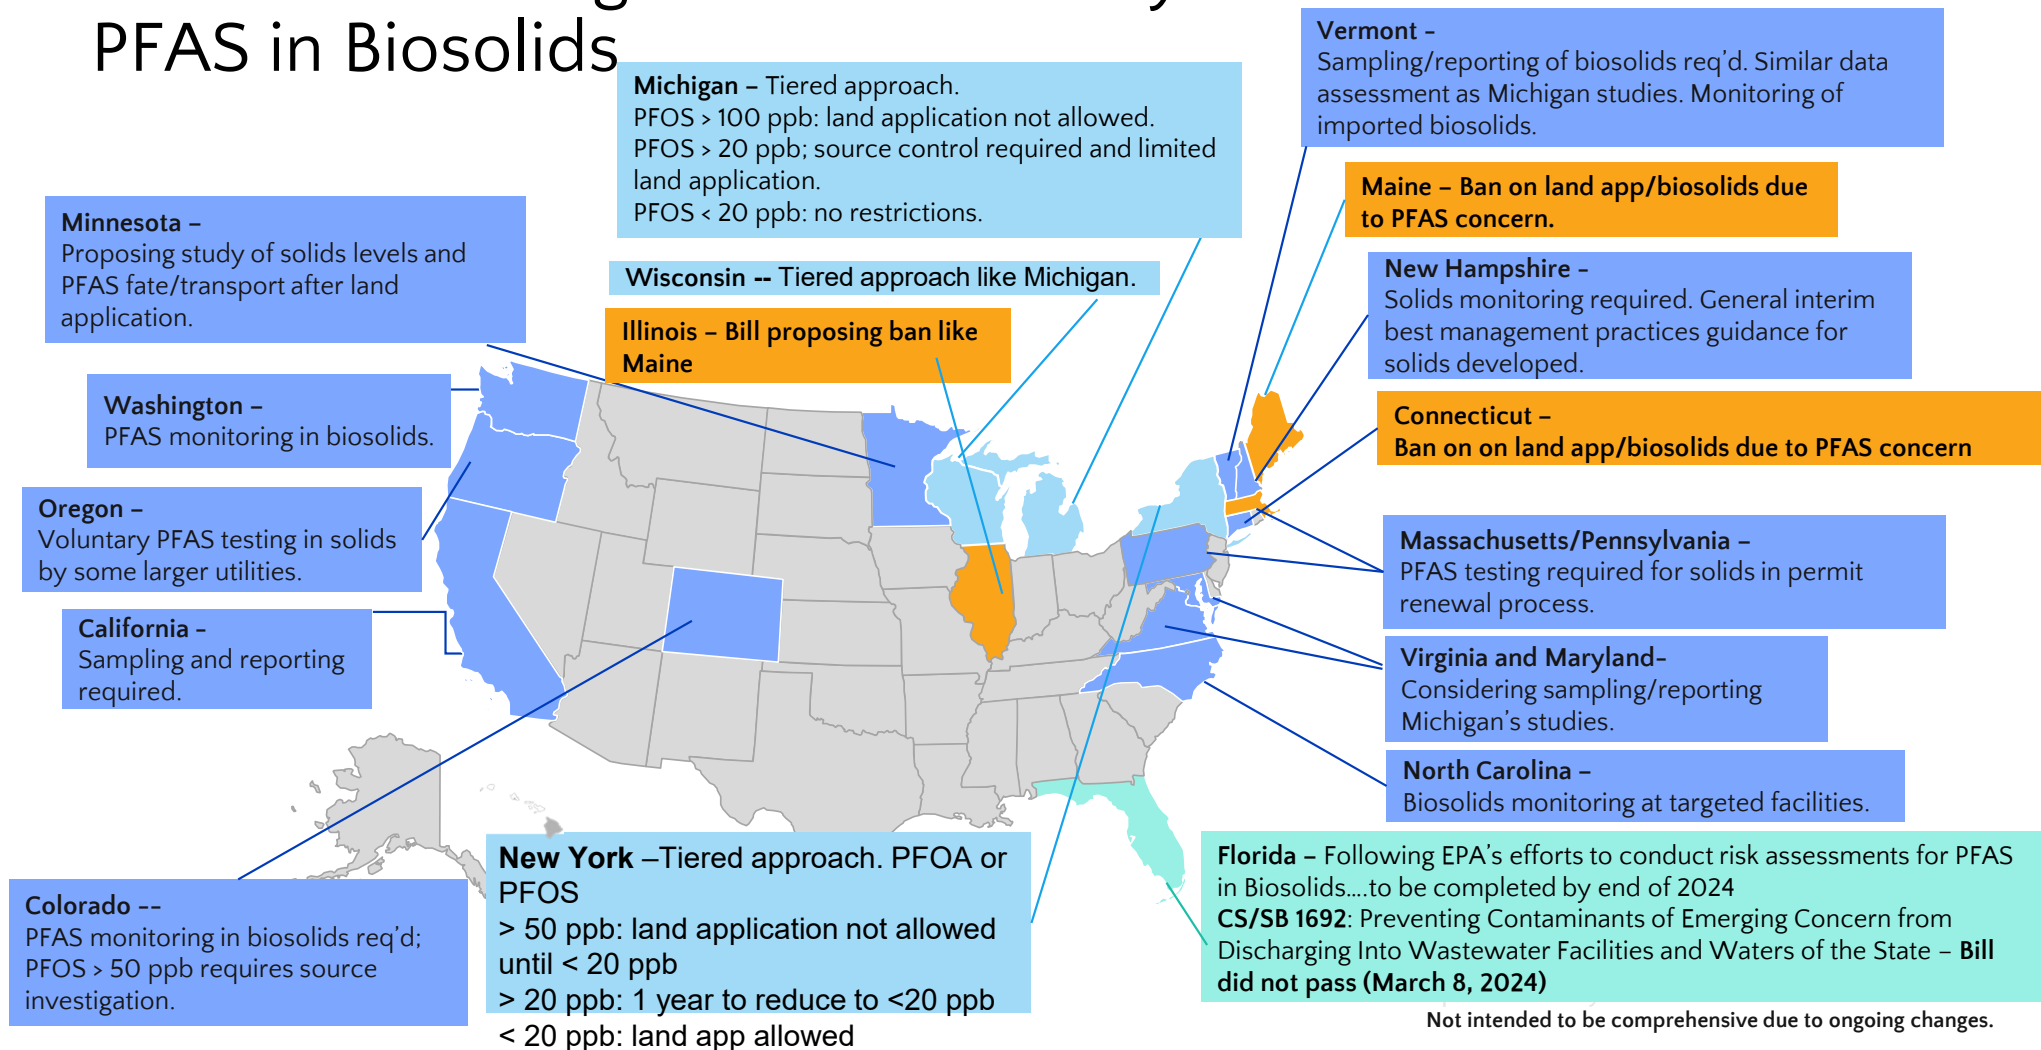 PFAS in Biosolids
Vermont –
Sampling/reporting of biosolids req’d. Similar data
assessment as Michigan studies. Monitoring of
imported biosolids.
Michigan – Tiered approach.
PFOS > 100 ppb: land application not allowed.
PFOS > 20 ppb; source control required and limited
land application.
PFOS < 20 ppb: no restrictions.
Maine – Ban on land app/biosolids due
to PFAS concern.
Minnesota –
Proposing study of solids levels and
PFAS fate/transport after land
application.
Wisconsin -- Tiered approach like Michigan.
New Hampshire –
Solids monitoring required. General interim
best management practices guidance for
solids developed.
Illinois – Bill proposing ban like
Maine
Washington –
PFAS monitoring in biosolids.
Connecticut –
Ban on on land app/biosolids due to PFAS concern
Oregon –
Voluntary PFAS testing in solids
by some larger utilities.
Massachusetts/Pennsylvania –
PFAS testing required for solids in permit
renewal process.
California –
Sampling and reporting
required.
Virginia and Maryland–
Considering sampling/reporting
Michigan’s studies.
North Carolina –
Biosolids monitoring at targeted facilities.
New York –Tiered approach. PFOA or
PFOS
> 50 ppb: land application not allowed
until < 20 ppb
> 20 ppb: 1 year to reduce to <20 ppb
< 20 ppb: land app allowed
Florida – Following EPA’s efforts to conduct risk assessments for PFAS
in Biosolids….to be completed by end of 2024
CS/SB 1692: Preventing Contaminants of Emerging Concern from
Discharging Into Wastewater Facilities and Waters of the State – Bill
did not pass (March 8, 2024)
Colorado --
PFAS monitoring in biosolids req’d;
PFOS > 50 ppb requires source
investigation.
Not intended to be comprehensive due to ongoing changes.